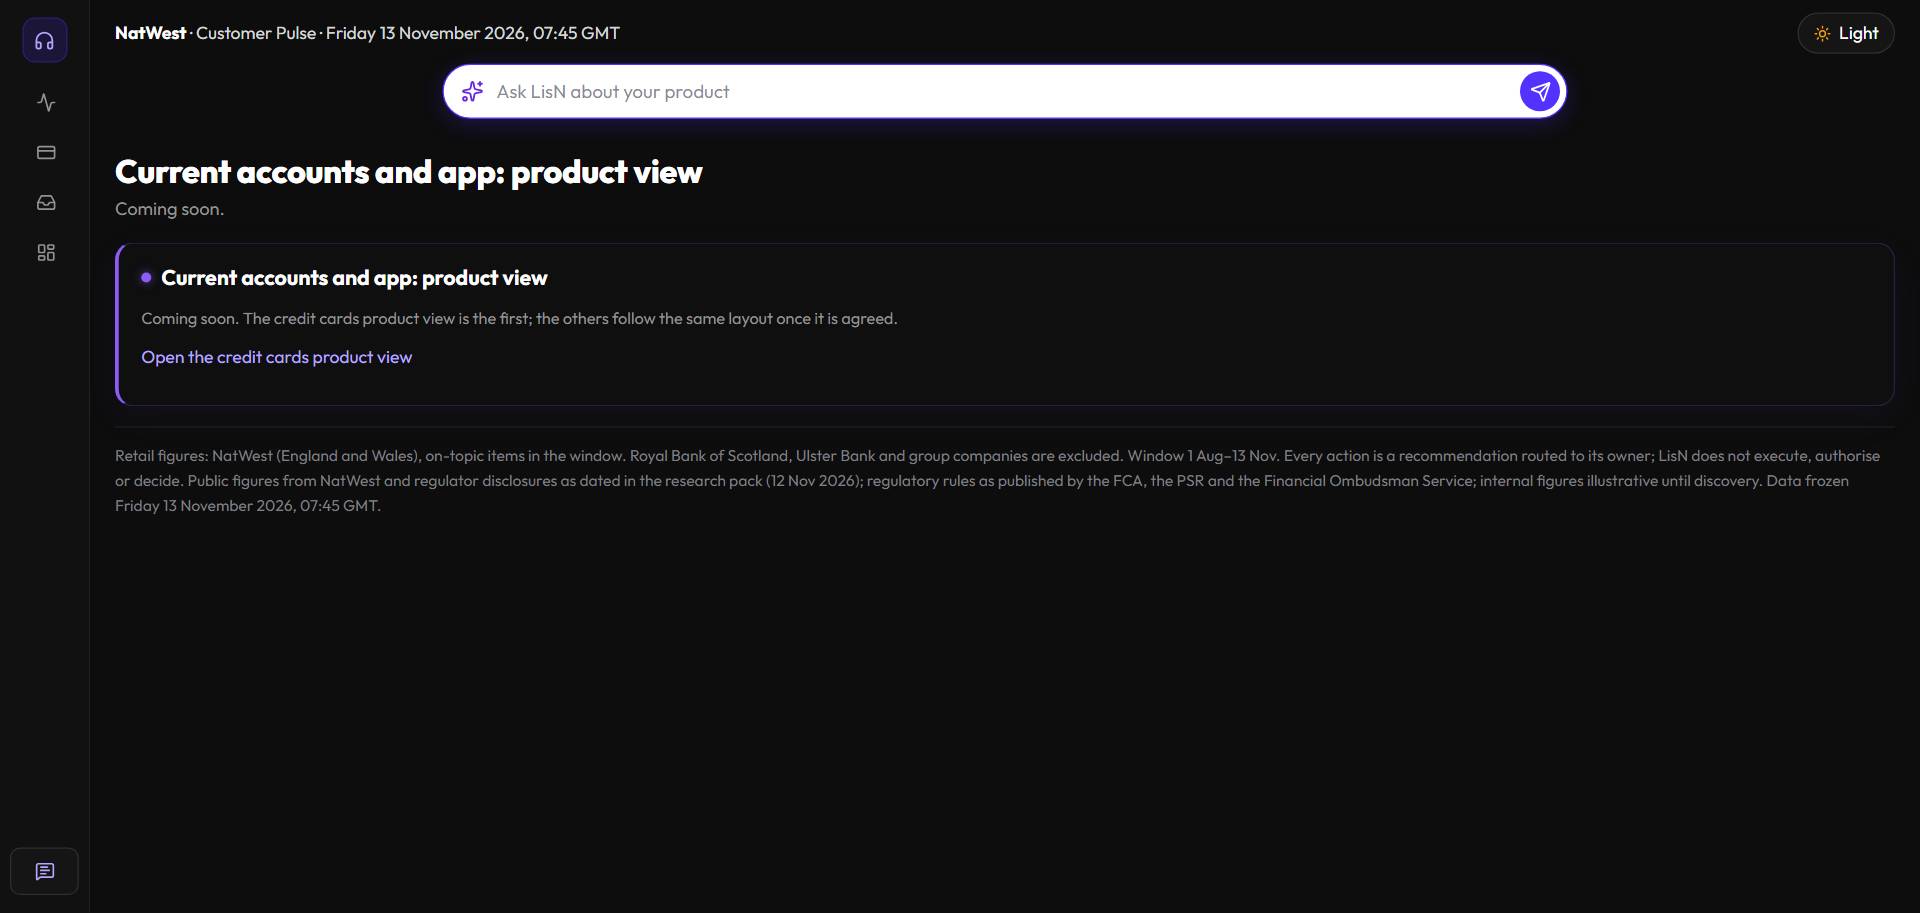 NatWest · Customer Pulse · Friday 13 November 2026, 07:45 GMT
Light
Ask LisN about your product
Current accounts and app: product view
Coming soon.
Current accounts and app: product view
Coming soon. The credit cards product view is the first; the others follow the same layout once it is agreed.
Open the credit cards product view
Retail figures: NatWest (England and Wales), on-topic items in the window. Royal Bank of Scotland, Ulster Bank and group companies are excluded. Window 1 Aug–13 Nov. Every action is a recommendation routed to its owner; LisN does not execute, authorise
or decide. Public figures from NatWest and regulator disclosures as dated in the research pack (12 Nov 2026); regulatory rules as published by the FCA, the PSR and the Financial Ombudsman Service; internal figures illustrative until discovery. Data frozen
Friday 13 November 2026, 07:45 GMT.